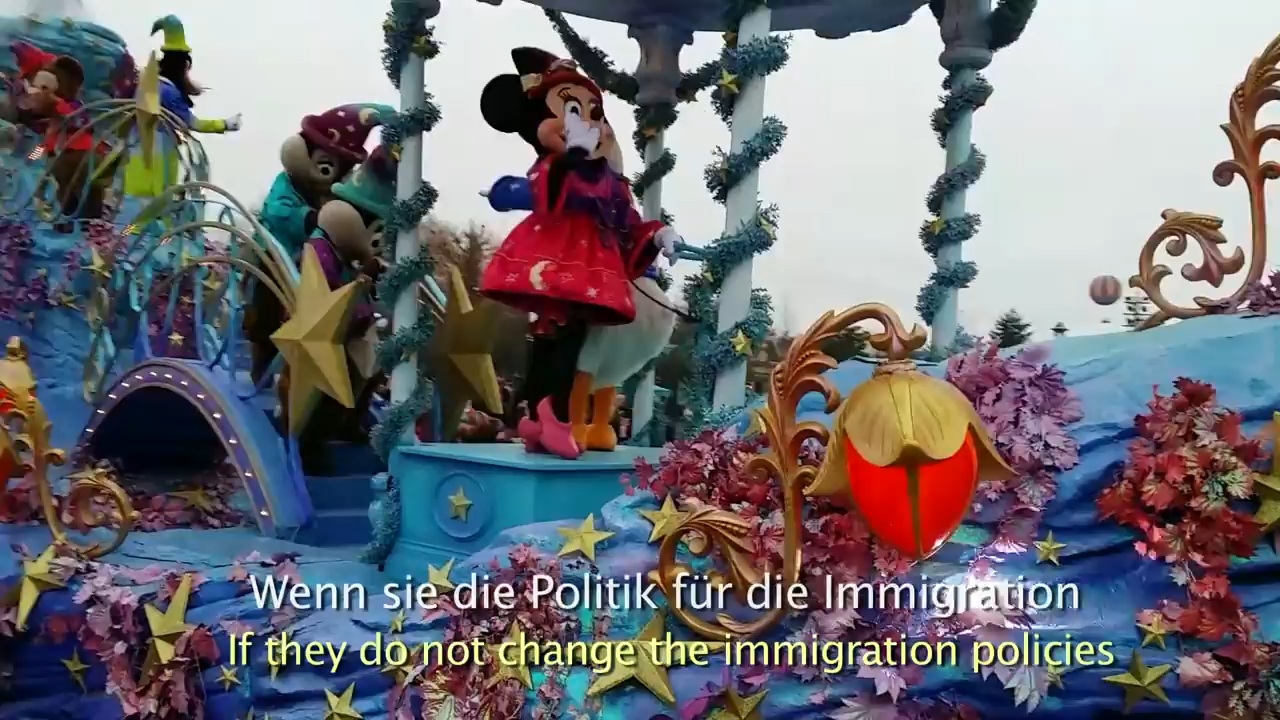 Wenn sie die Politik für die Immigration
If they do not change the immigration policies